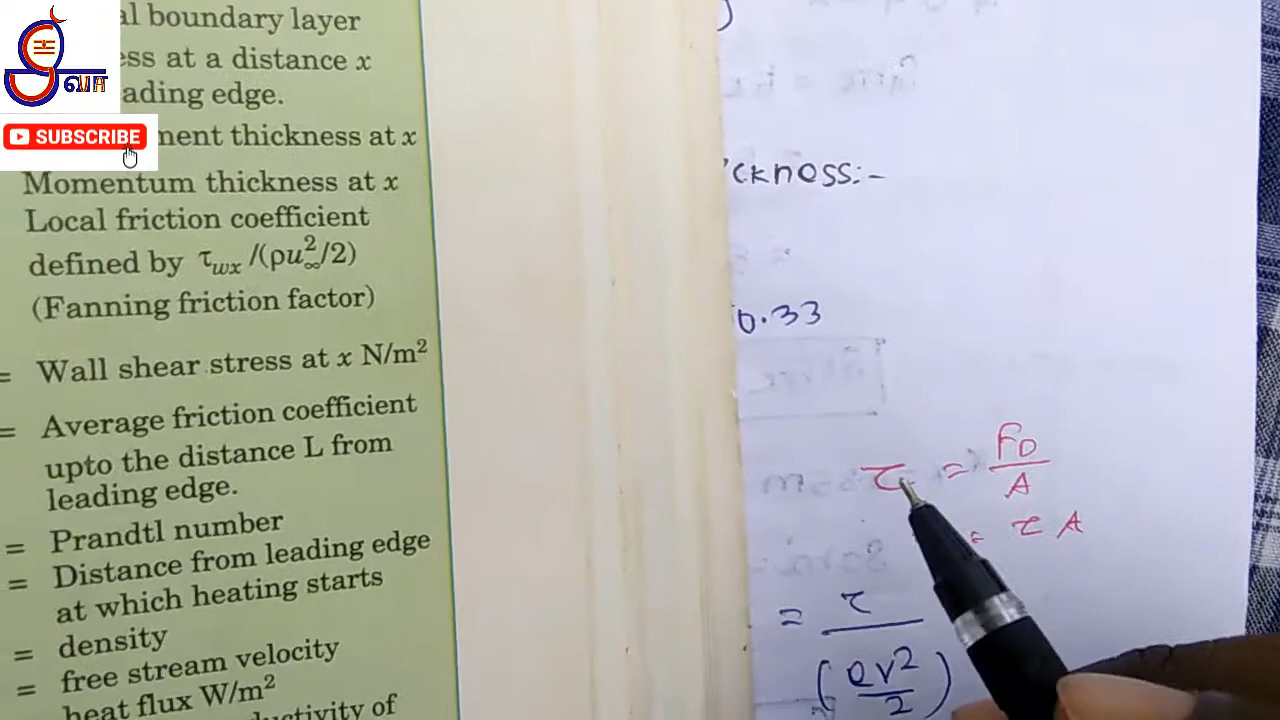 வா
SUBSCRIBE
al boundary layer
ess at a distance x
ading edge.
ment thickness at x
Momentum thickness at x
Local friction coefficient
defined by τwx /(ρu∞²/2)
(Fanning friction factor)
= Wall shear stress at x N/m²
= Average friction coefficient
upto the distance L from
leading edge.
= Prandtl number
= Distance from leading edge
at which heating starts
= density
= free stream velocity
heat flux W/m²
ductivity of
ckness:-
0.33
τ = FD/A
= τ A
= τ/(ρv²/2)